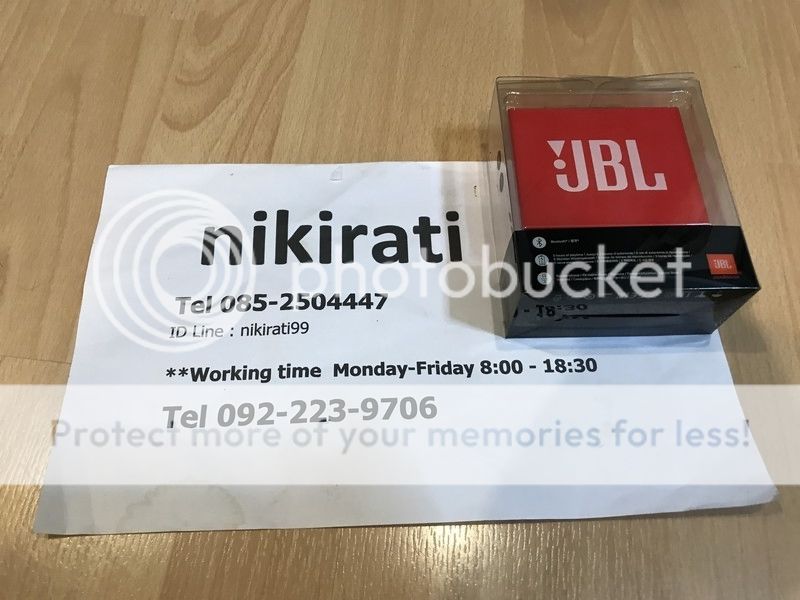 JBL
Bluetooth
JBL
nikirati
photobucket
Tel 085-2504447
ID Line : nikirati99
**Working time  Monday-Friday 8:00 - 18:30
Tel 092-223-9706
Protect more of your memories for less!